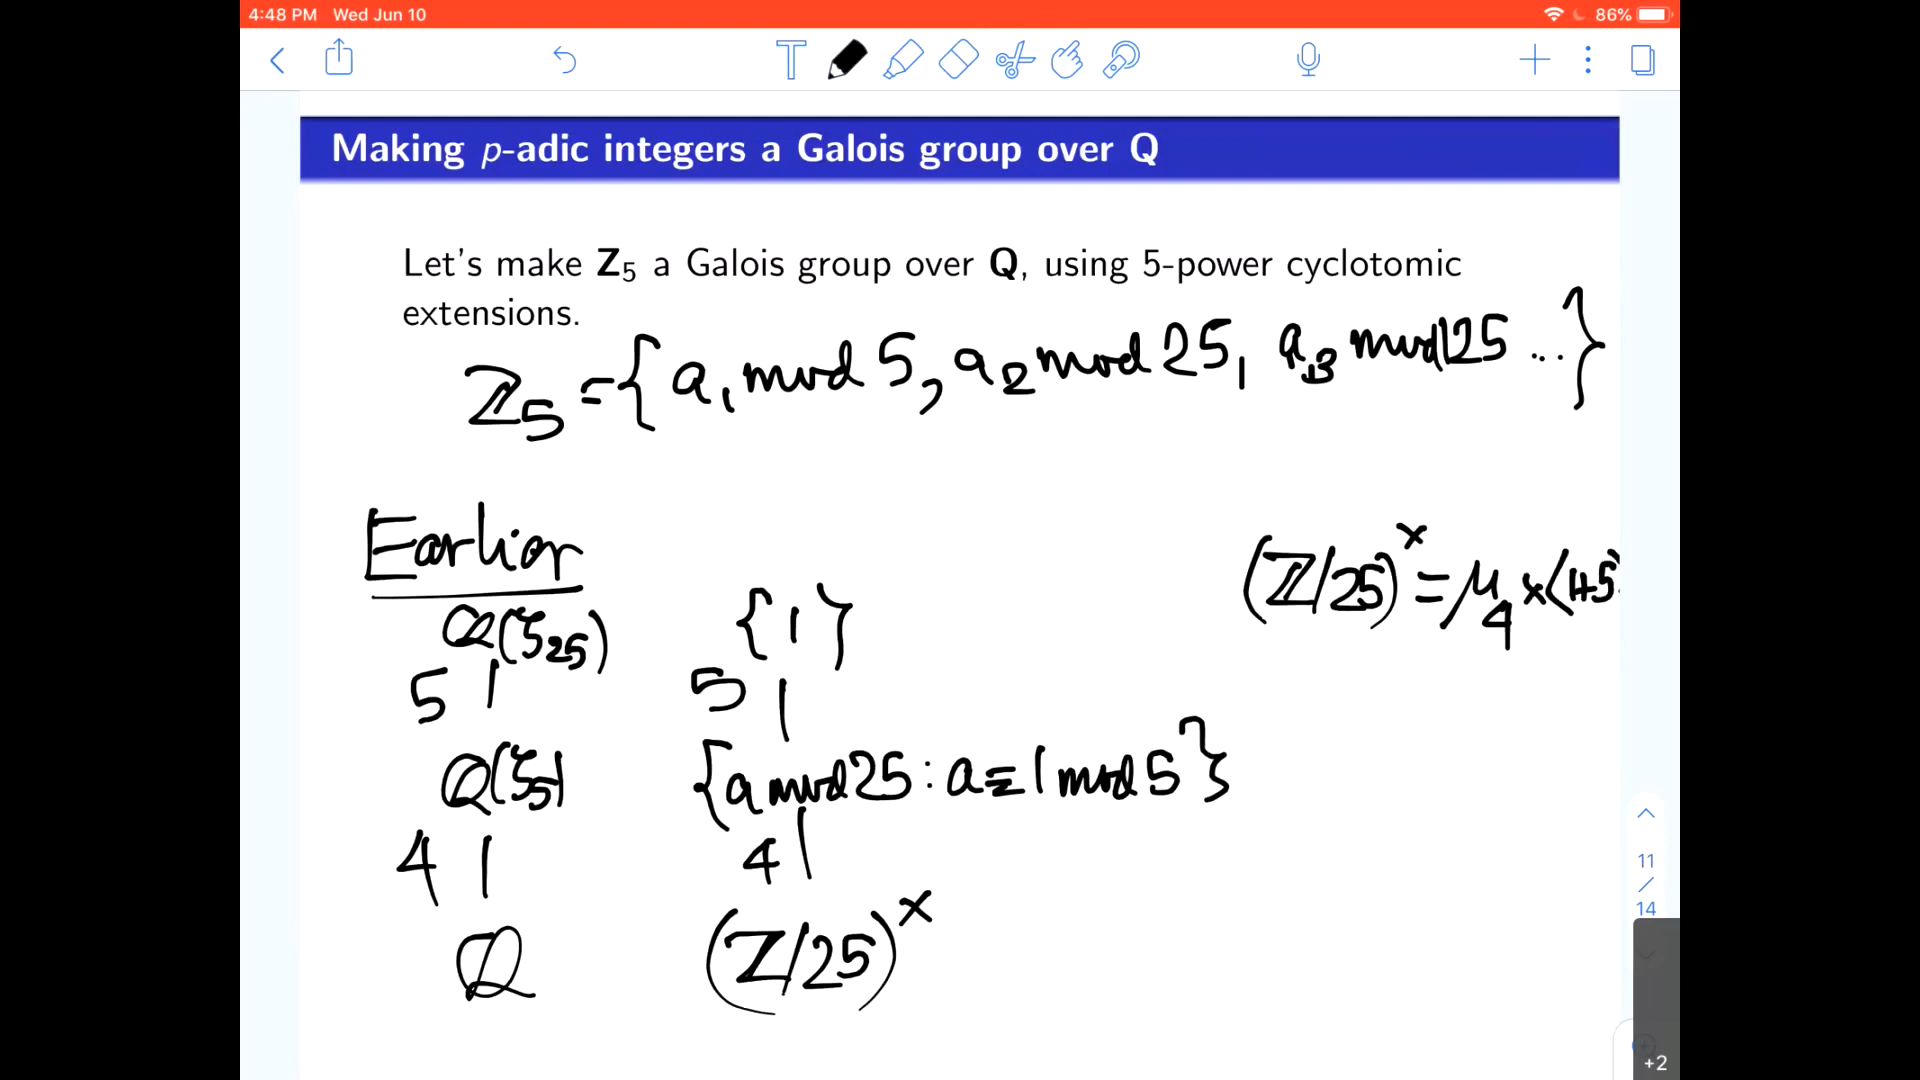 4:48 PM Wed Jun 10
86%
Making p-adic integers a Galois group over Q
Let's make Z₅ a Galois group over Q, using 5-power cyclotomic
extensions.
ℤ₅ = { a₁ mod 5, a₂ mod 25, a₃ mod 125 ... }
Earlier
(ℤ/25)ˣ = μ₄ × ⟨1+5
ℚ(ζ₂₅) {1}
5 | 5 |
ℚ(ζ₅) {a mod 25 : a ≡ 1 mod 5}
4 | 4 |
ℚ (ℤ/25)ˣ
11
/
14
+2